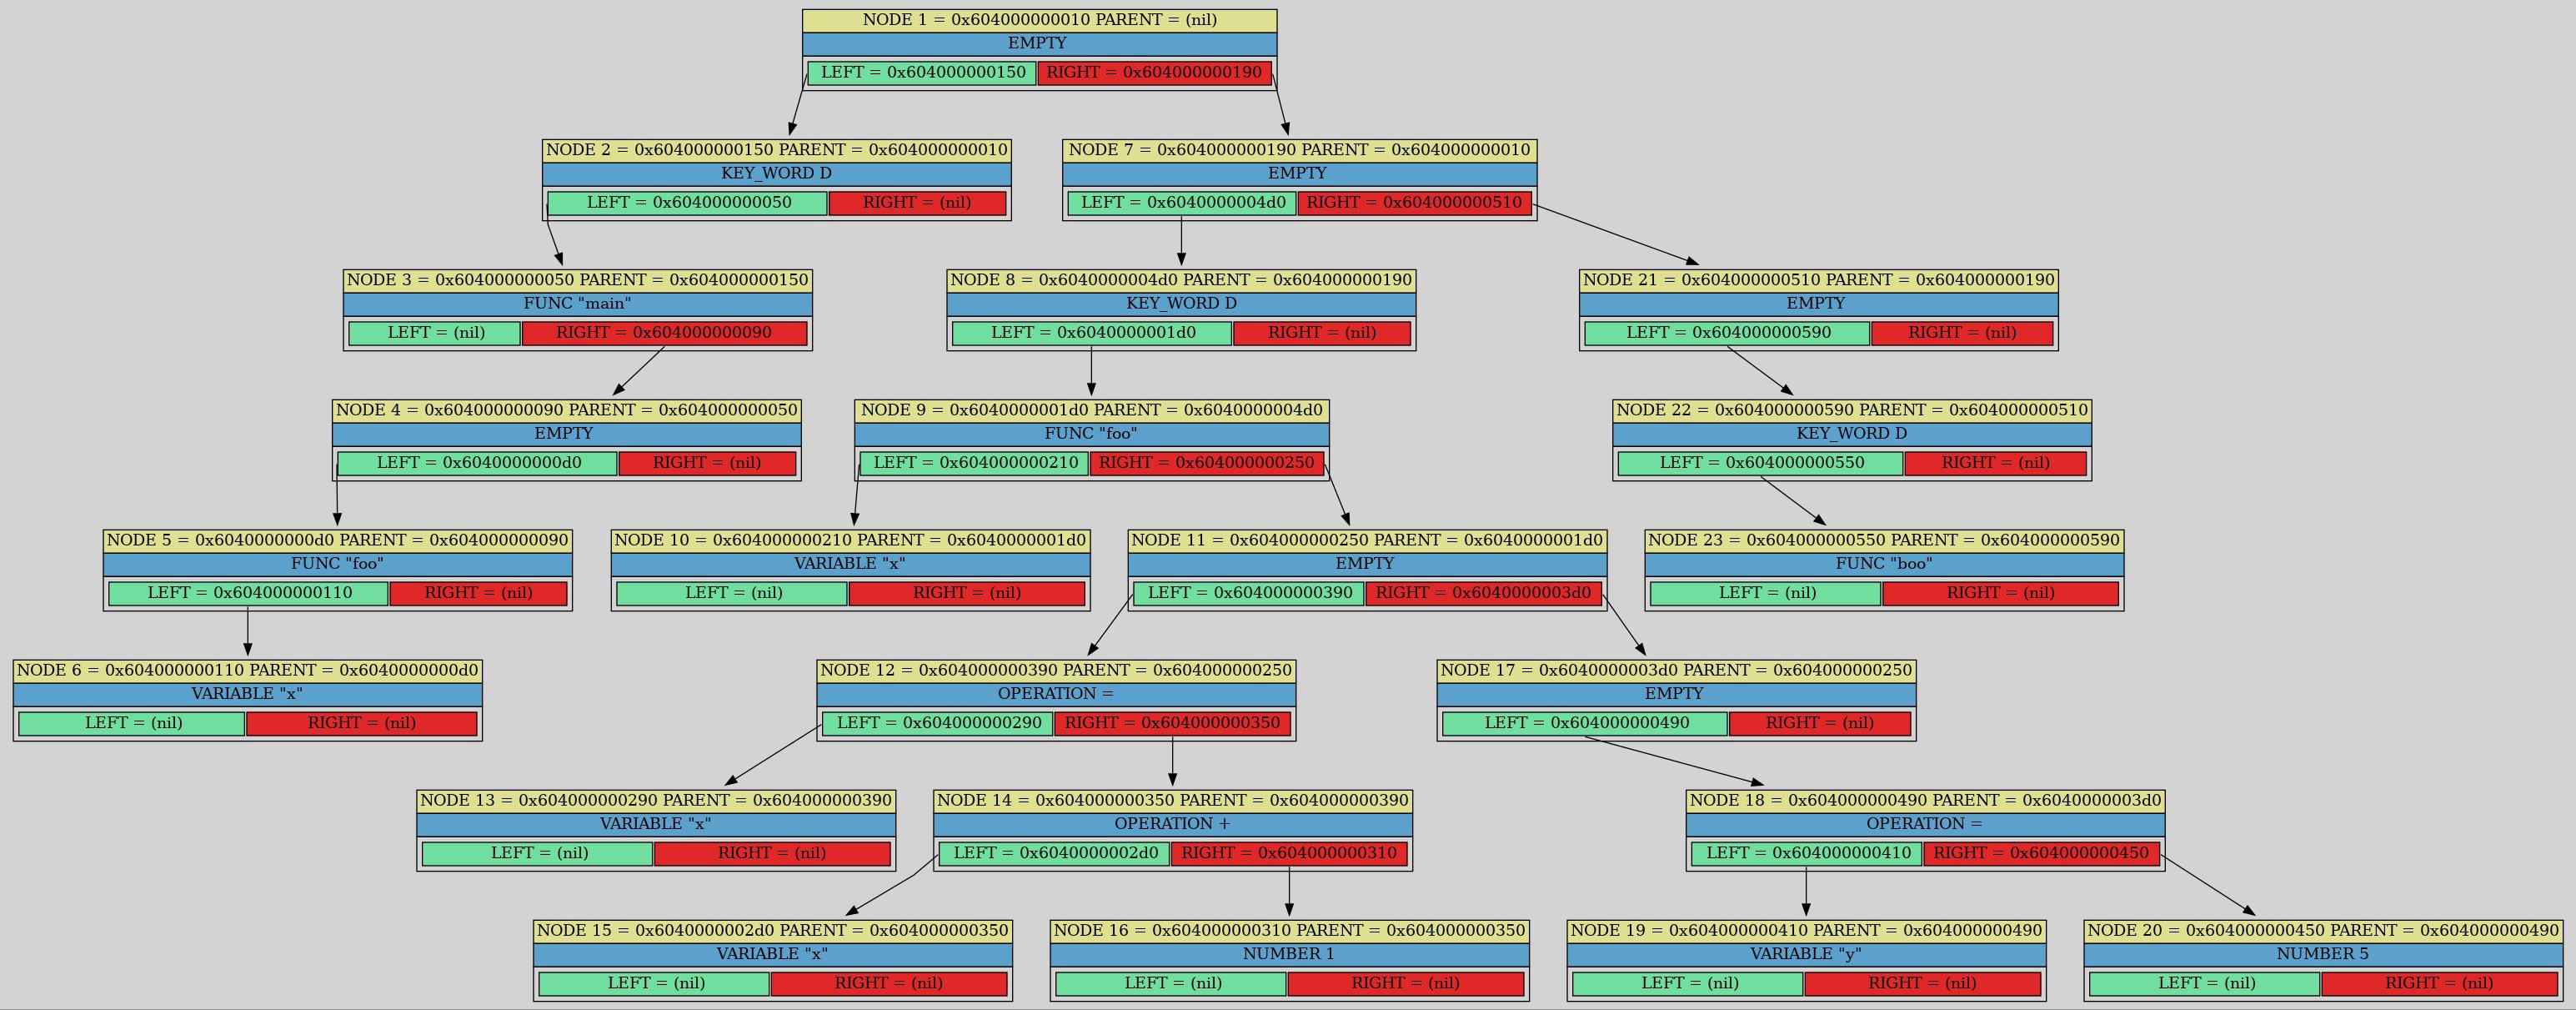 NODE 1 = 0x604000000010 PARENT = (nil)
EMPTY
LEFT = 0x604000000150 RIGHT = 0x604000000190
NODE 2 = 0x604000000150 PARENT = 0x604000000010
KEY_WORD D
LEFT = 0x604000000050 RIGHT = (nil)
NODE 7 = 0x604000000190 PARENT = 0x604000000010
EMPTY
LEFT = 0x6040000004d0 RIGHT = 0x604000000510
NODE 3 = 0x604000000050 PARENT = 0x604000000150
FUNC "main"
LEFT = (nil) RIGHT = 0x604000000090
NODE 8 = 0x6040000004d0 PARENT = 0x604000000190
KEY_WORD D
LEFT = 0x6040000001d0 RIGHT = (nil)
NODE 21 = 0x604000000510 PARENT = 0x604000000190
EMPTY
LEFT = 0x604000000590 RIGHT = (nil)
NODE 4 = 0x604000000090 PARENT = 0x604000000050
EMPTY
LEFT = 0x6040000000d0 RIGHT = (nil)
NODE 9 = 0x6040000001d0 PARENT = 0x6040000004d0
FUNC "foo"
LEFT = 0x604000000210 RIGHT = 0x604000000250
NODE 22 = 0x604000000590 PARENT = 0x604000000510
KEY_WORD D
LEFT = 0x604000000550 RIGHT = (nil)
NODE 5 = 0x6040000000d0 PARENT = 0x604000000090
FUNC "foo"
LEFT = 0x604000000110 RIGHT = (nil)
NODE 10 = 0x604000000210 PARENT = 0x6040000001d0
VARIABLE "x"
LEFT = (nil) RIGHT = (nil)
NODE 11 = 0x604000000250 PARENT = 0x6040000001d0
EMPTY
LEFT = 0x604000000390 RIGHT = 0x6040000003d0
NODE 23 = 0x604000000550 PARENT = 0x604000000590
FUNC "boo"
LEFT = (nil) RIGHT = (nil)
NODE 6 = 0x604000000110 PARENT = 0x6040000000d0
VARIABLE "x"
LEFT = (nil) RIGHT = (nil)
NODE 12 = 0x604000000390 PARENT = 0x604000000250
OPERATION =
LEFT = 0x604000000290 RIGHT = 0x604000000350
NODE 17 = 0x6040000003d0 PARENT = 0x604000000250
EMPTY
LEFT = 0x604000000490 RIGHT = (nil)
NODE 13 = 0x604000000290 PARENT = 0x604000000390
VARIABLE "x"
LEFT = (nil) RIGHT = (nil)
NODE 14 = 0x604000000350 PARENT = 0x604000000390
OPERATION +
LEFT = 0x6040000002d0 RIGHT = 0x604000000310
NODE 18 = 0x604000000490 PARENT = 0x6040000003d0
OPERATION =
LEFT = 0x604000000410 RIGHT = 0x604000000450
NODE 15 = 0x6040000002d0 PARENT = 0x604000000350
VARIABLE "x"
LEFT = (nil) RIGHT = (nil)
NODE 16 = 0x604000000310 PARENT = 0x604000000350
NUMBER 1
LEFT = (nil) RIGHT = (nil)
NODE 19 = 0x604000000410 PARENT = 0x604000000490
VARIABLE "y"
LEFT = (nil) RIGHT = (nil)
NODE 20 = 0x604000000450 PARENT = 0x604000000490
NUMBER 5
LEFT = (nil) RIGHT = (nil)